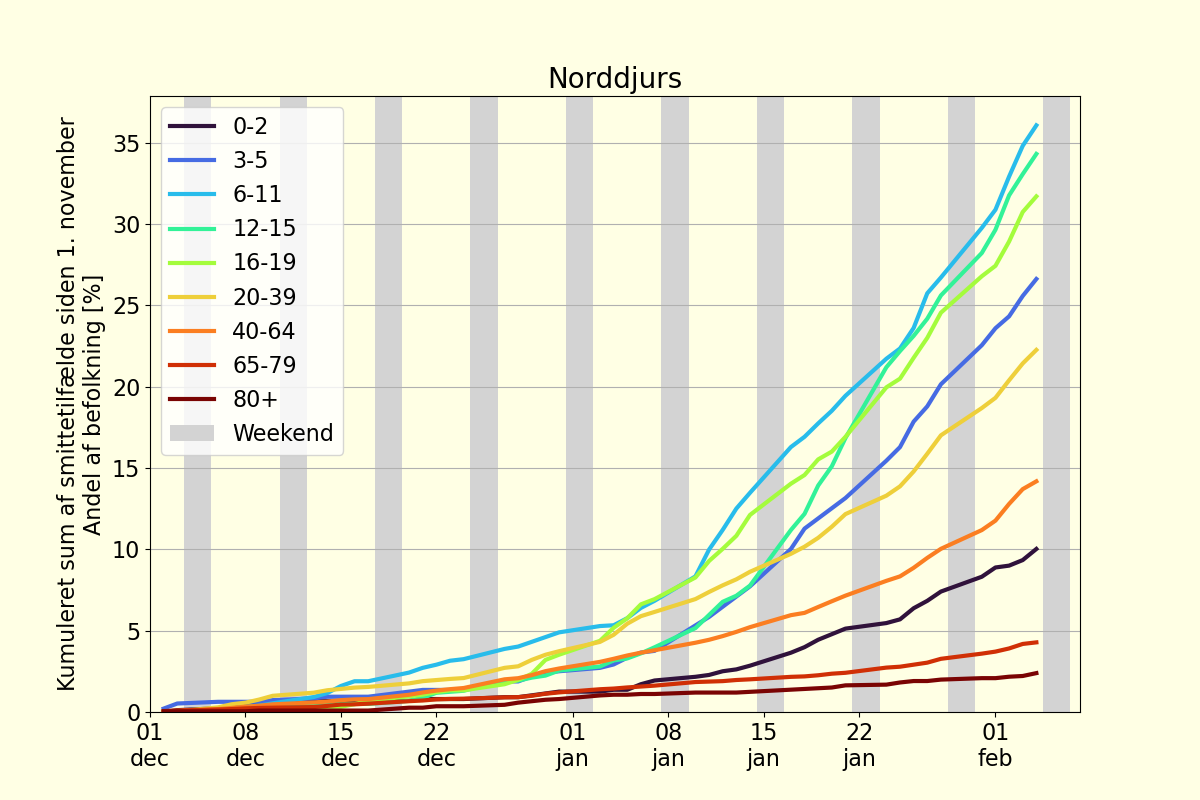 Norddjurs
Kumuleret sum af smittetilfælde siden 1. november
Andel af befolkning [%]
35
30
25
20
15
10
5
0
0-2
3-5
6-11
12-15
16-19
20-39
40-64
65-79
80+
Weekend
01 08 15 22 01 08 15 22 01
dec dec dec dec jan jan jan jan feb